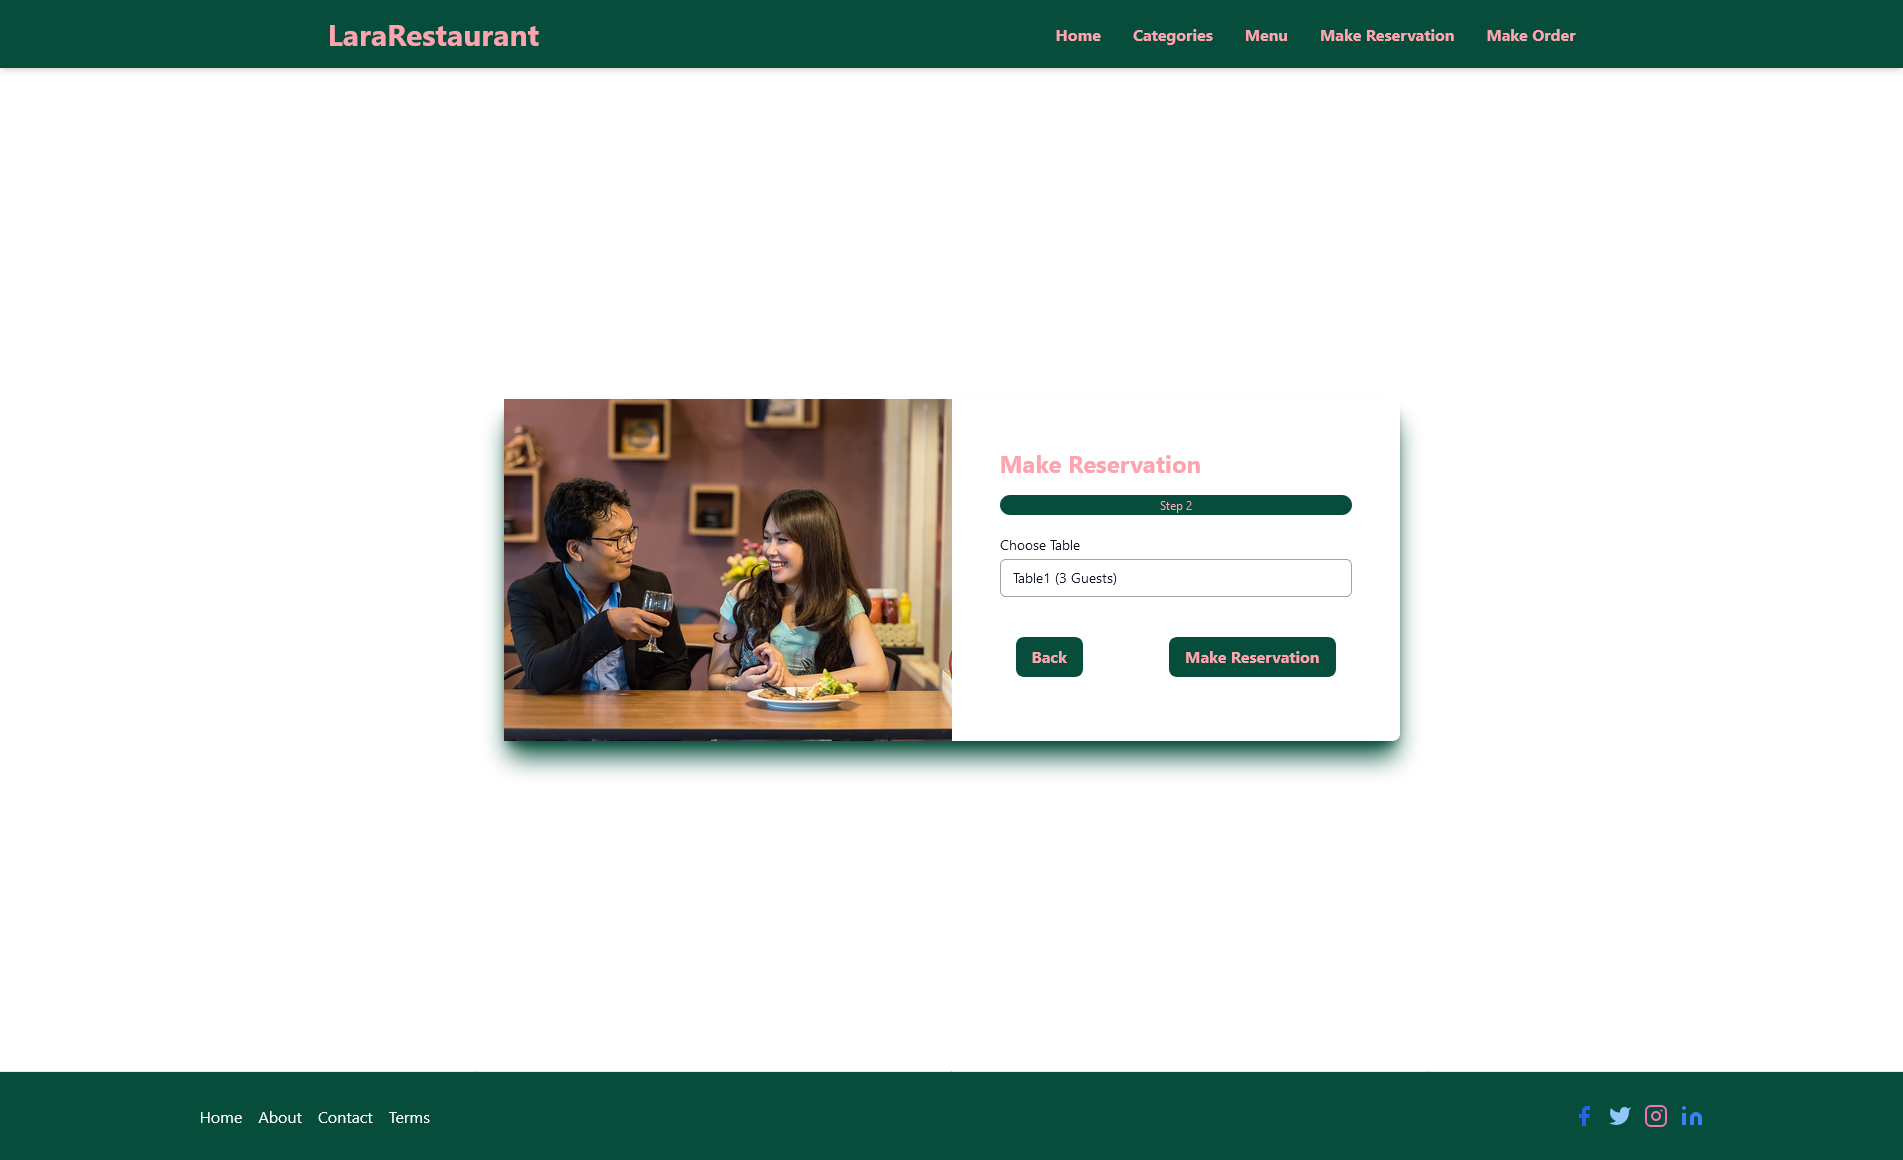 LaraRestaurant
Home Categories Menu Make Reservation Make Order
Make Reservation
Step 2
Choose Table
Table1 (3 Guests)
Back Make Reservation
Home About Contact Terms